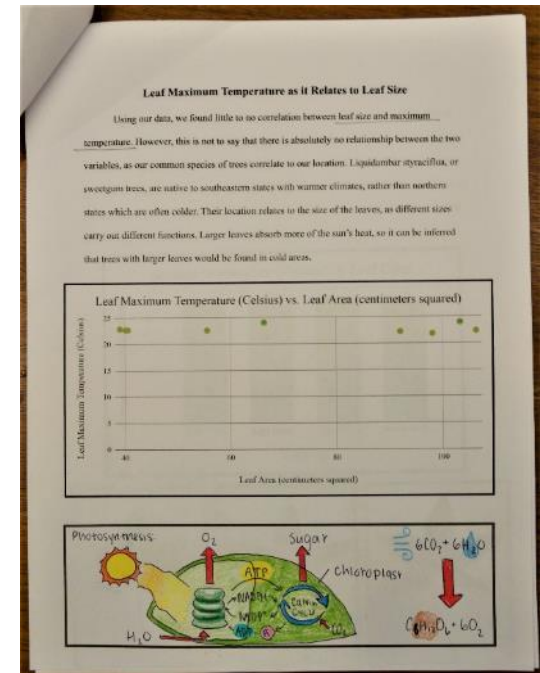 Leaf Maximum Temperature as it Relates to Leaf Size
Using our data, we found little to no correlation between leaf size and maximum
temperature. However, this is not to say that there is absolutely no relationship between the two
variables, as our common species of trees correlate to our location. Liquidambar styraciflua, or
sweetgum trees, are native to southeastern states with warmer climates, rather than northern
states which are often colder. Their location relates to the size of the leaves, as different sizes
carry out different functions. Larger leaves absorb more of the sun's heat, so it can be inferred
that trees with larger leaves would be found in cold areas.
Leaf Maximum Temperature (Celsius) vs. Leaf Area (centimeters squared)
Leaf Maximum Temperature (Celsius)
25
20
15
10
5
0
40 60 80 100
Leaf Area (centimeters squared)
Photosynthesis
O₂
Sugar
6CO₂ + 6H₂O
ATP
Chloroplast
NADPH
NADP⁺
Calvin
Cycle
H₂O
CO₂
C₆H₁₂O₆ + 6O₂